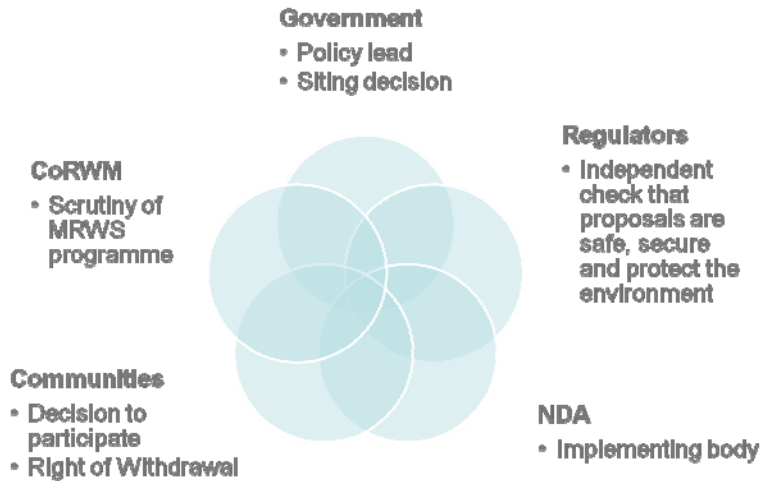 Government
• Policy lead
• Siting decision
Regulators
• Independent
check that
proposals are
safe, secure
and protect the
environment
CoRWM
• Scrutiny of
MRWS
programme
Communities
• Decision to
participate
• Right of Withdrawal
NDA
• Implementing body